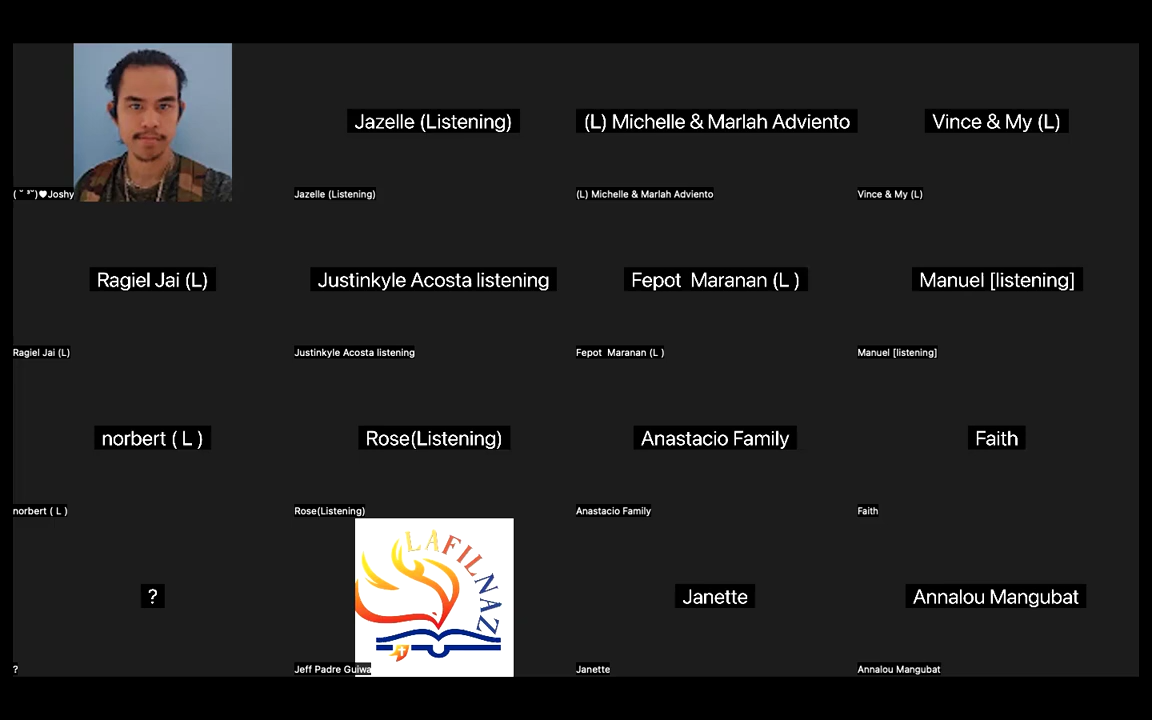 ( ˘ ³˘)♥Joshy
Jazelle (Listening)
Jazelle (Listening)
(L) Michelle & Marlah Adviento
(L) Michelle & Marlah Adviento
Vince & My (L)
Vince & My (L)
Ragiel Jai (L)
Ragiel Jai (L)
Justinkyle Acosta listening
Justinkyle Acosta listening
Fepot  Maranan (L )
Fepot  Maranan (L )
Manuel [listening]
Manuel [listening]
norbert ( L )
norbert ( L )
Rose(Listening)
Rose(Listening)
Anastacio Family
Anastacio Family
Faith
Faith
?
?
LAFILNAZ
Jeff Padre Guiwa
Janette
Janette
Annalou Mangubat
Annalou Mangubat